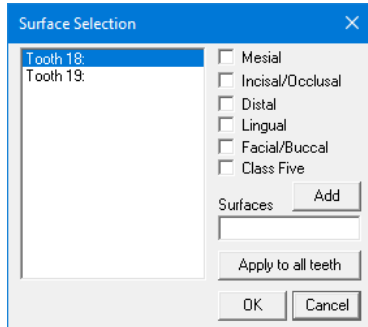 Surface Selection
Tooth 18:
Tooth 19:
Mesial
Incisal/Occlusal
Distal
Lingual
Facial/Buccal
Class Five
Surfaces
Add
Apply to all teeth
OK
Cancel